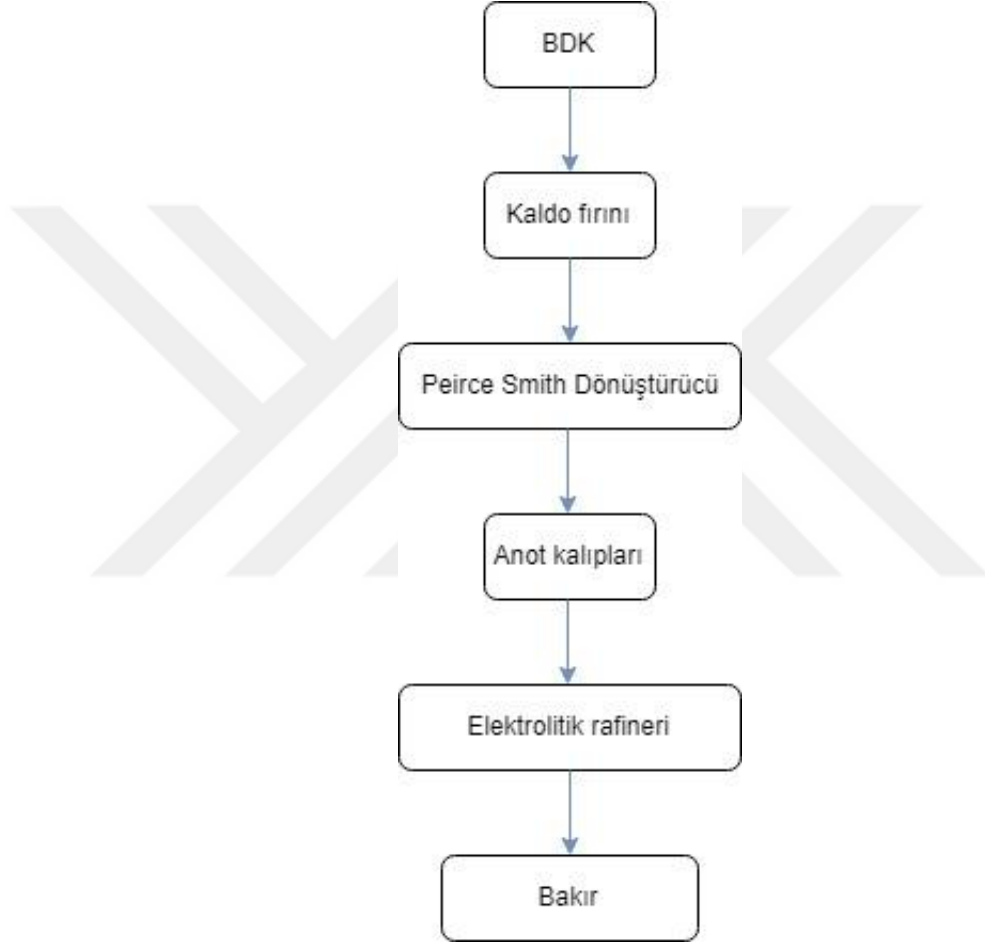 BDK
Kaldo fırını
Peirce Smith Dönüştürücü
Anot kalıpları
Elektrolitik rafineri
Bakır